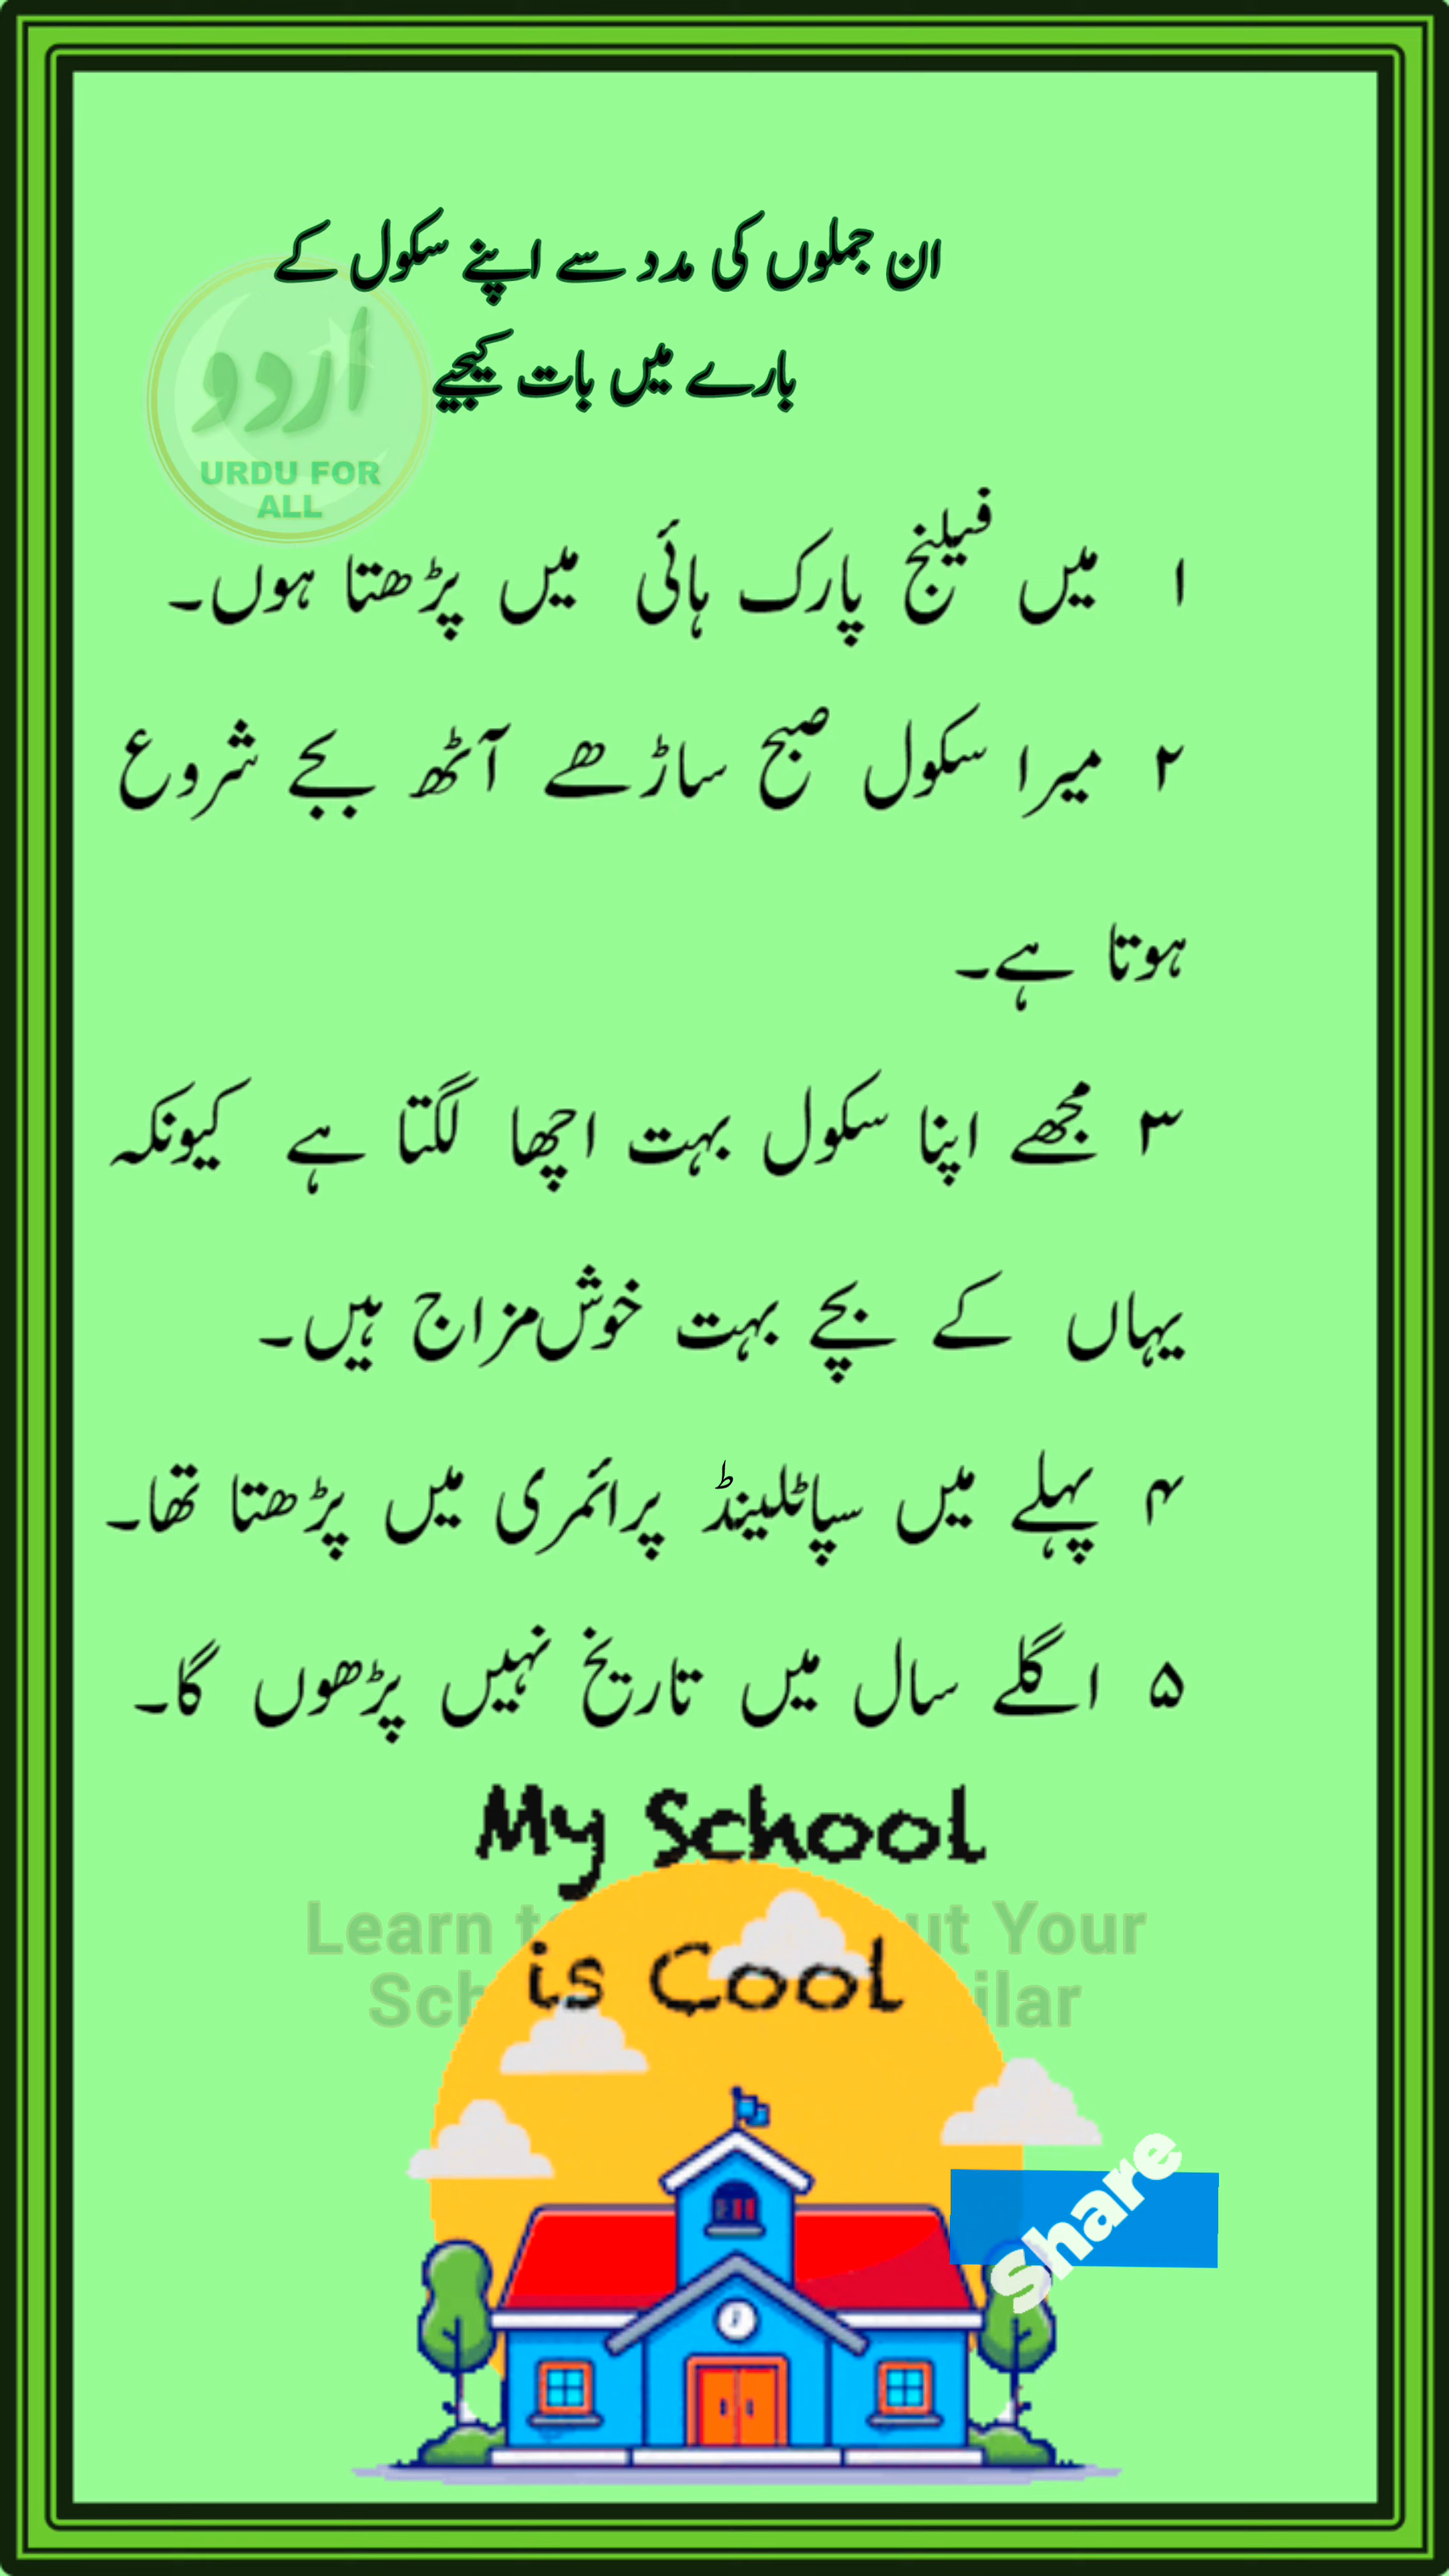 ان جملوں کی مدد سے اپنے سکول کے
بارے میں بات کیجیے
اردو
URDU FOR
ALL
۱ میں فیلنج پارک ہائی میں پڑھتا ہوں۔
۲ میرا سکول صبح ساڑھے آٹھ بجے شروع
ہوتا ہے۔
۳ مجھے اپنا سکول بہت اچھا لگتا ہے کیونکہ
یہاں کے بچے بہت خوش مزاج ہیں۔
۴ پہلے میں سپاٹلینڈ پرائمری میں پڑھتا تھا۔
۵ اگلے سال میں تاریخ نہیں پڑھوں گا۔
My School
Learn Your
is Cool
Share